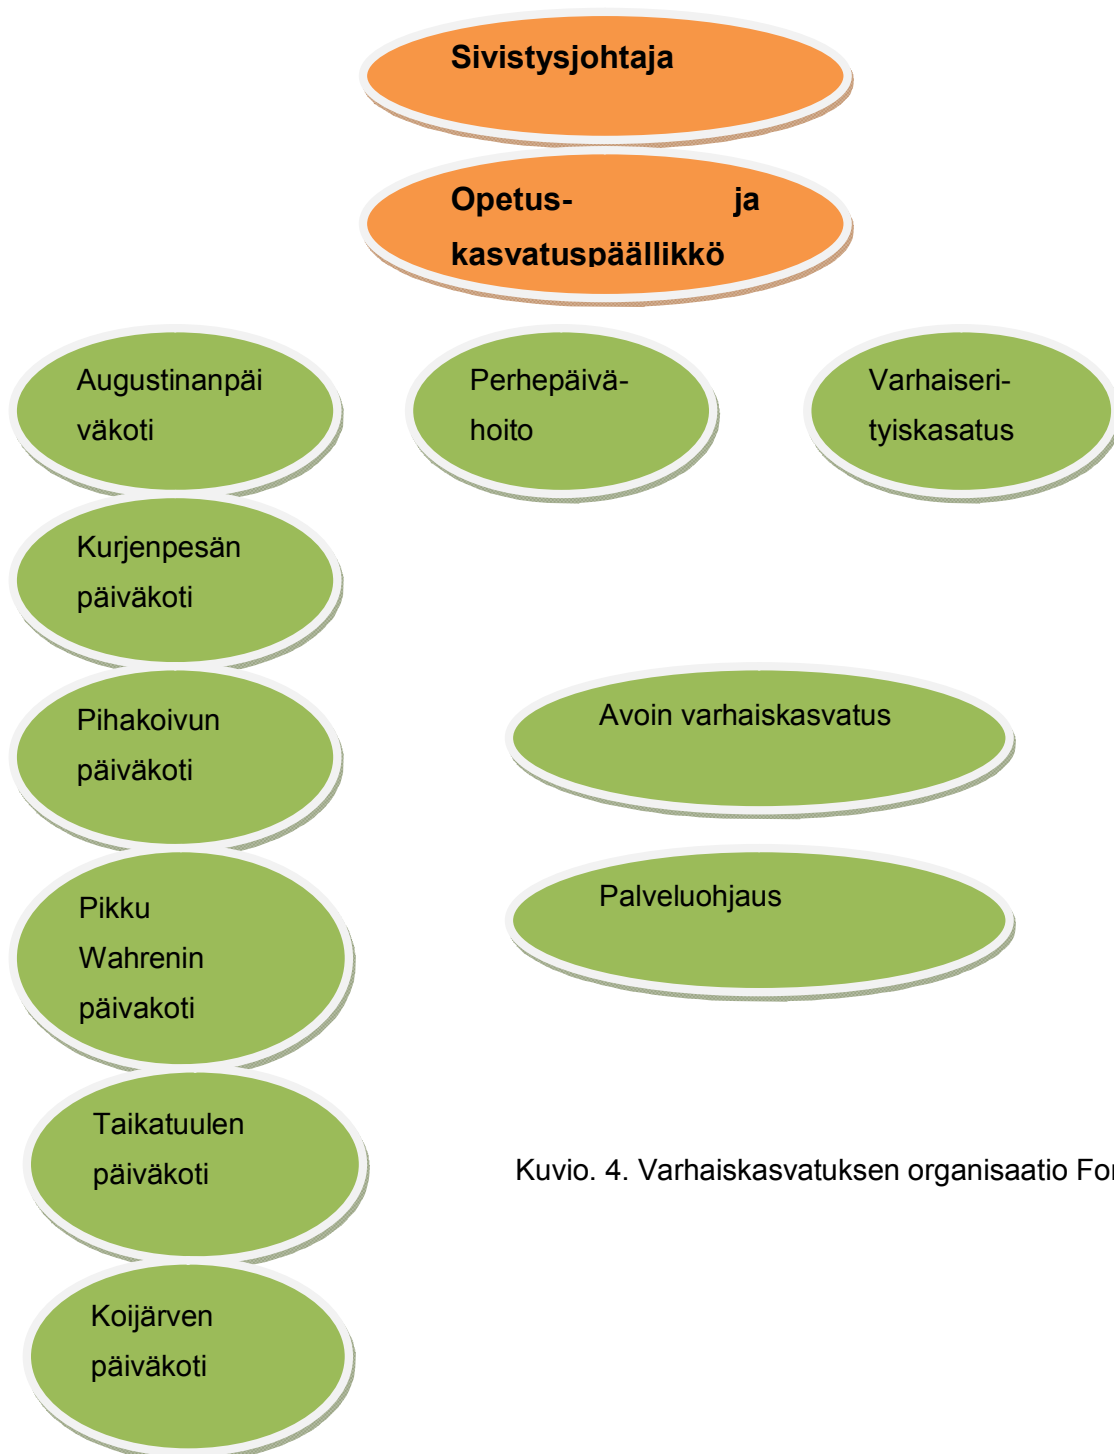 Sivistysjohtaja
Opetus- ja
kasvatuspäällikkö
Augustinanpäi
väkoti
Perhepäivä-
hoito
Varhaiseri-
tyiskasatus
Kurjenpesän
päiväkoti
Pihakoivun
päiväkoti
Avoin varhaiskasvatus
Pikku
Wahrenin
päivakoti
Palveluohjaus
Taikatuulen
päiväkoti
Kuvio. 4. Varhaiskasvatuksen organisaatio
Koijärven
päiväkoti